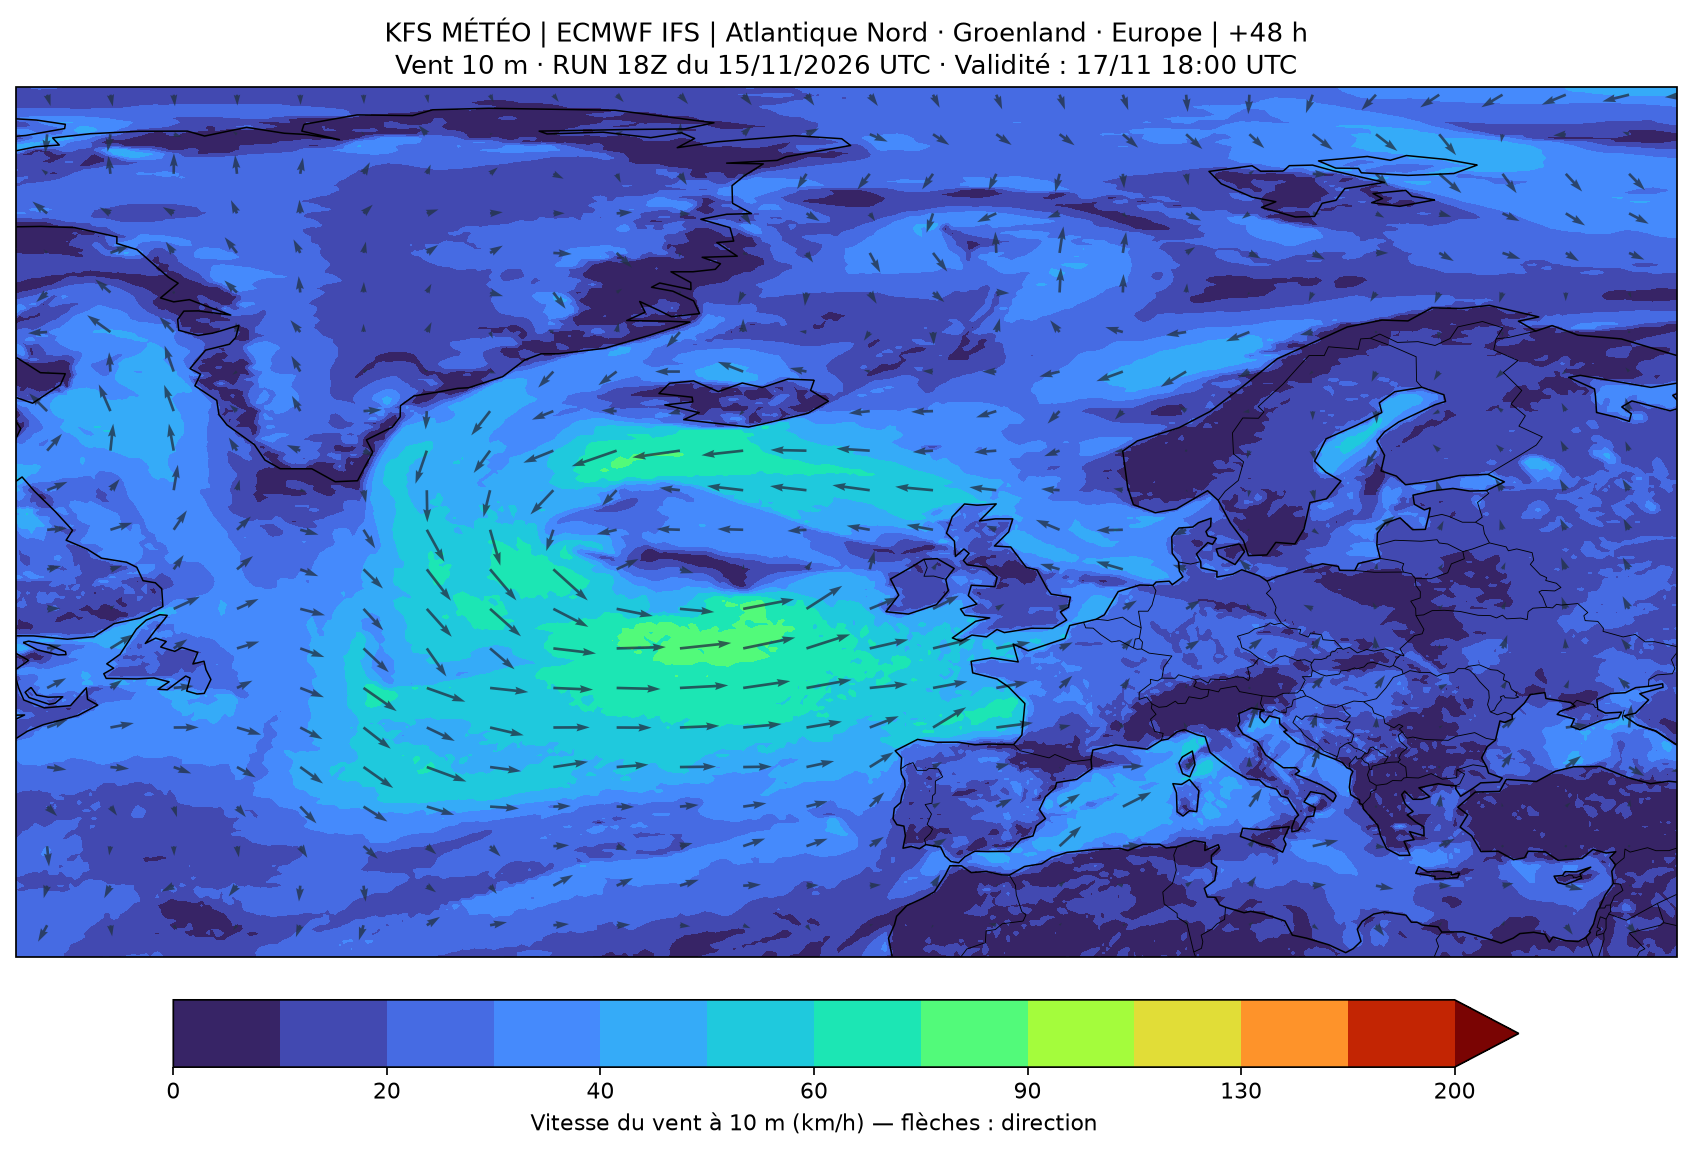 KFS MÉTÉO | ECMWF IFS | Atlantique Nord · Groenland · Europe | +48 h
Vent 10 m · RUN 18Z du 15/11/2026 UTC · Validité : 17/11 18:00 UTC
0 20 40 60 90 130 200
Vitesse du vent à 10 m (km/h) — flèches : direction